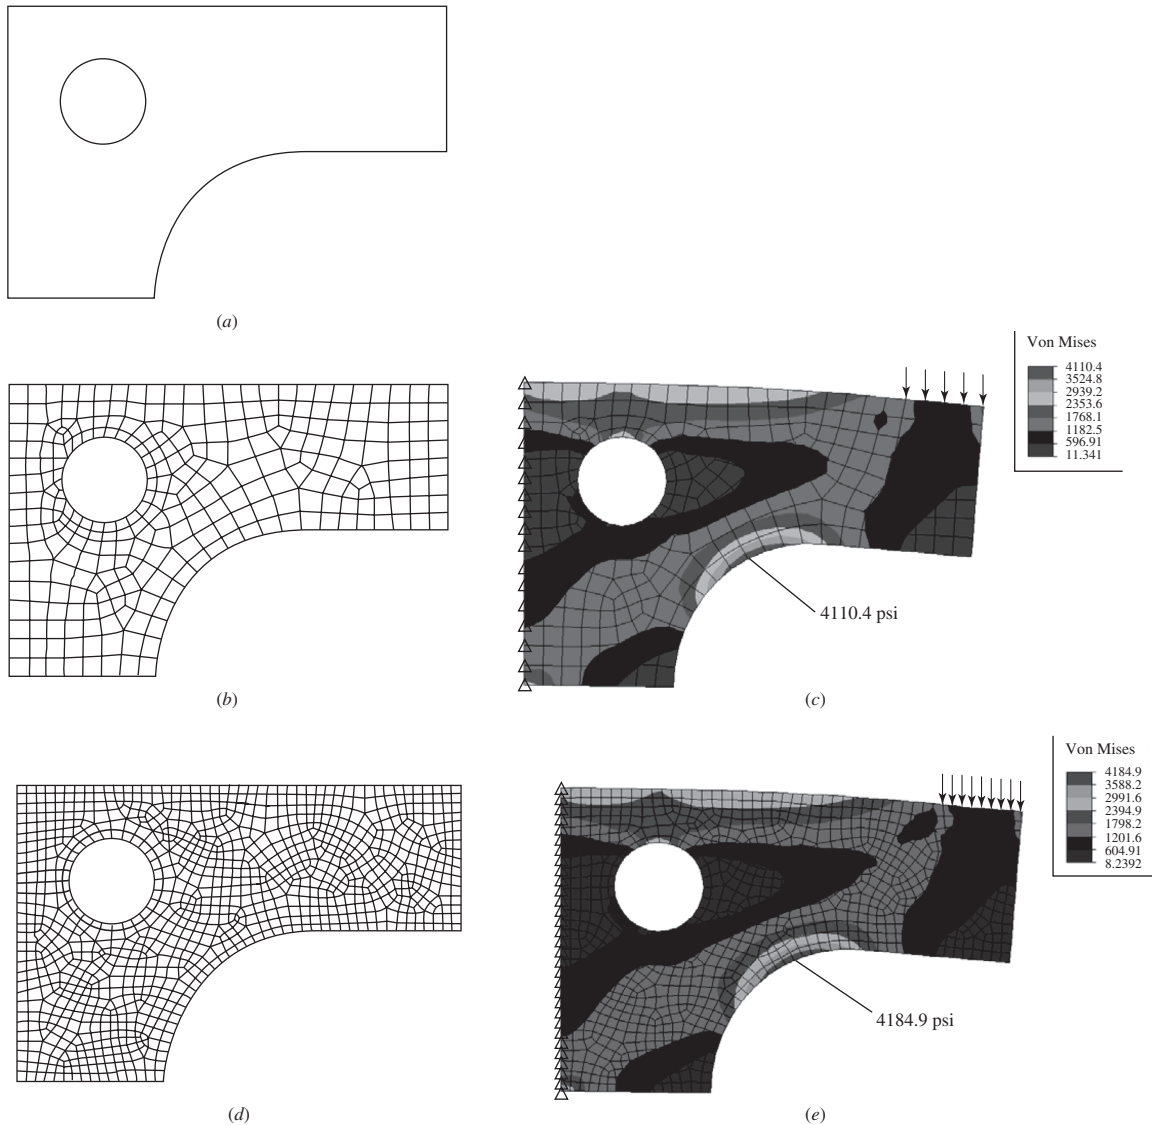 (a)
Von Mises
4110.4
3524.8
2939.2
2353.6
1768.1
1182.5
596.91
11.341
4110.4 psi
(b)
(c)
Von Mises
4184.9
3588.2
2991.6
2394.9
1798.2
1201.6
604.91
8.2392
4184.9 psi
(d)
(e)